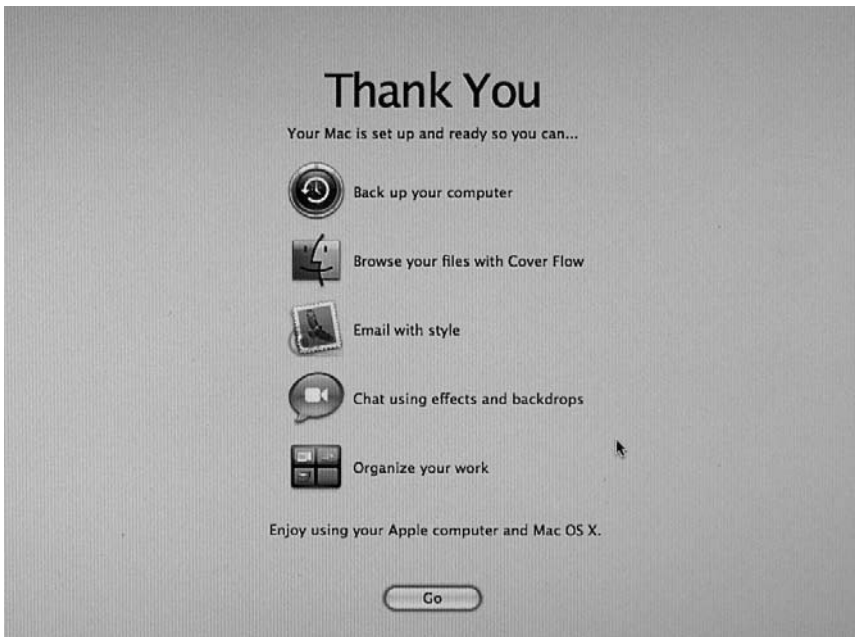 Thank You
Your Mac is set up and ready so you can...
Back up your computer
Browse your files with Cover Flow
Email with style
Chat using effects and backdrops
Organize your work
Enjoy using your Apple computer and Mac OS X.
Go